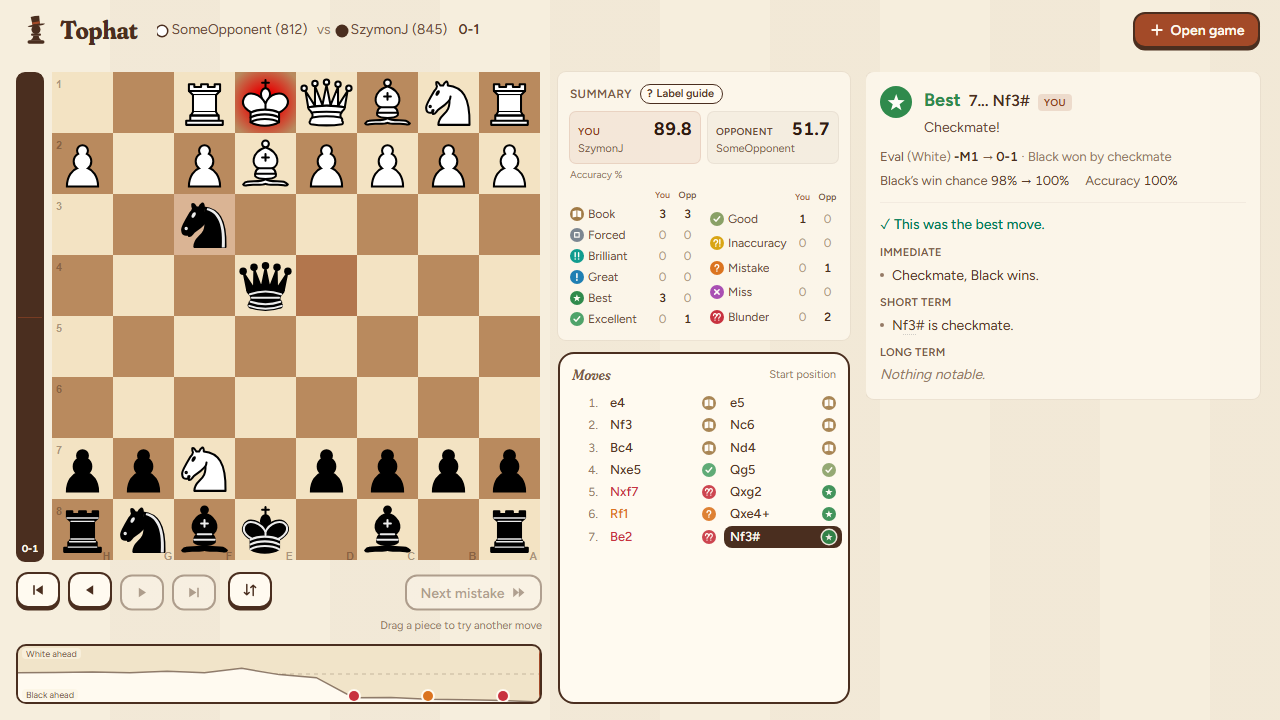 Tophat
SomeOpponent (812) vs SzymonJ (845) 0-1
+ Open game
1
2
3
4
5
6
7
8
H G F E D C B A
0-1
Next mistake
Drag a piece to try another move
White ahead
Black ahead
SUMMARY
? Label guide
YOU 89.8
SzymonJ
OPPONENT 51.7
SomeOpponent
Accuracy %
You Opp
Book 3 3
Forced 0 0
Brilliant 0 0
Great 0 0
Best 3 0
Excellent 0 1
You Opp
Good 1 0
Inaccuracy 0 0
Mistake 0 1
Miss 0 0
Blunder 0 2
Moves
Start position
1. e4 e5
2. Nf3 Nc6
3. Bc4 Nd4
4. Nxe5 Qg5
5. Nxf7 Qxg2
6. Rf1 Qxe4+
7. Be2 Nf3#
Best 7... Nf3# YOU
Checkmate!
Eval (White) -M1 → 0-1 · Black won by checkmate
Black's win chance 98% → 100% Accuracy 100%
✓ This was the best move.
IMMEDIATE
• Checkmate, Black wins.
SHORT TERM
• Nf3# is checkmate.
LONG TERM
Nothing notable.